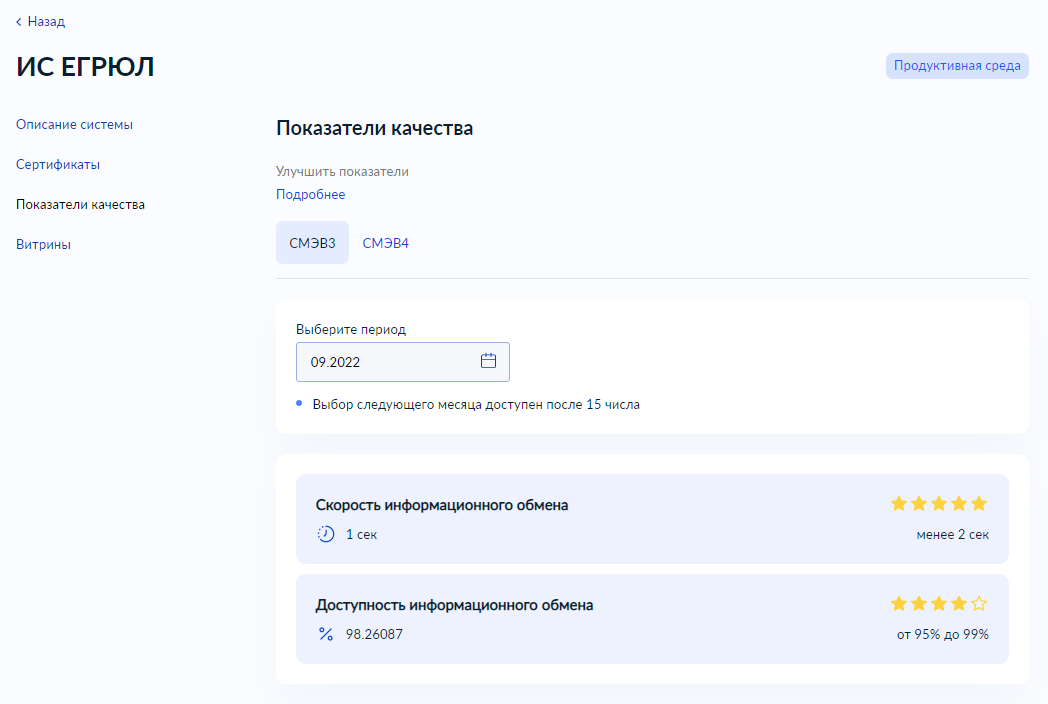 Назад
ИС ЕГРЮЛ
Продуктивная среда
Описание системы
Сертификаты
Показатели качества
Витрины
Показатели качества
Улучшить показатели
Подробнее
СМЭВ3 СМЭВ4
Выберите период
09.2022
Выбор следующего месяца доступен после 15 числа
Скорость информационного обмена
1 сек
менее 2 сек
Доступность информационного обмена
98.26087
от 95% до 99%